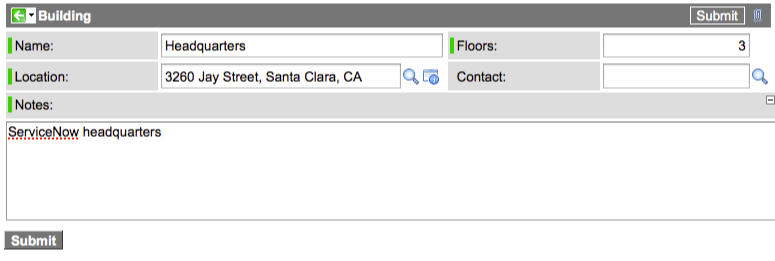 Building Submit
Name: Headquarters Floors: 3
Location: 3260 Jay Street, Santa Clara, CA Contact:
Notes:
ServiceNow headquarters
Submit